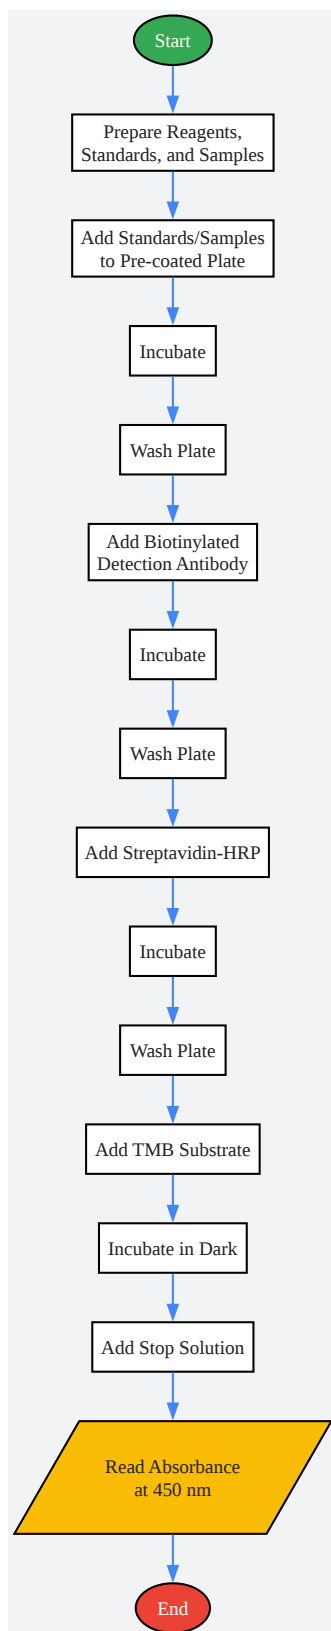 Start
Prepare Reagents,
Standards, and Samples
Add Standards/Samples
to Pre-coated Plate
Incubate
Wash Plate
Add Biotinylated
Detection Antibody
Incubate
Wash Plate
Add Streptavidin-HRP
Incubate
Wash Plate
Add TMB Substrate
Incubate in Dark
Add Stop Solution
Read Absorbance
at 450 nm
End